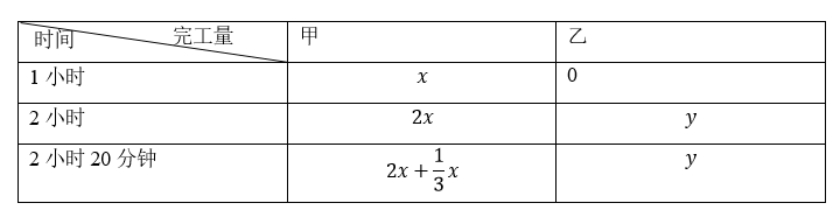 时间 完工量 甲 乙
1 小时 x 0
2 小时 2x y
2 小时 20 分钟 2x + \frac{1}{3}x y